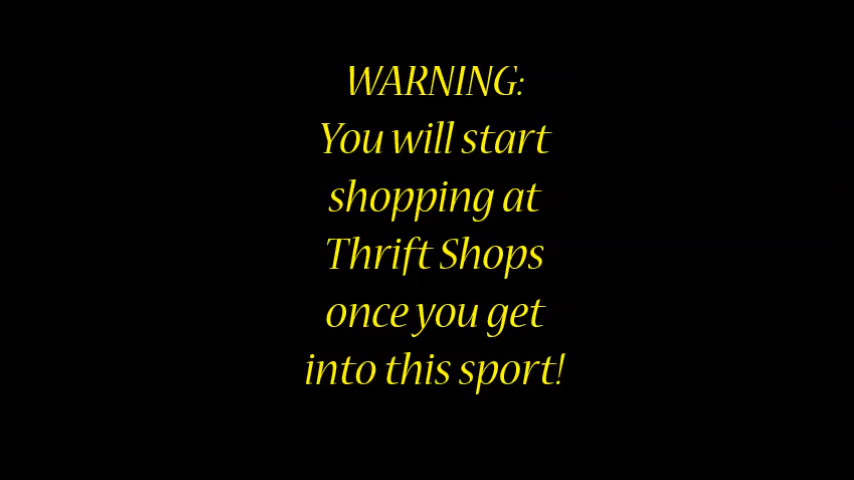 WARNING:
You will start
shopping at
Thrift Shops
once you get
into this sport!